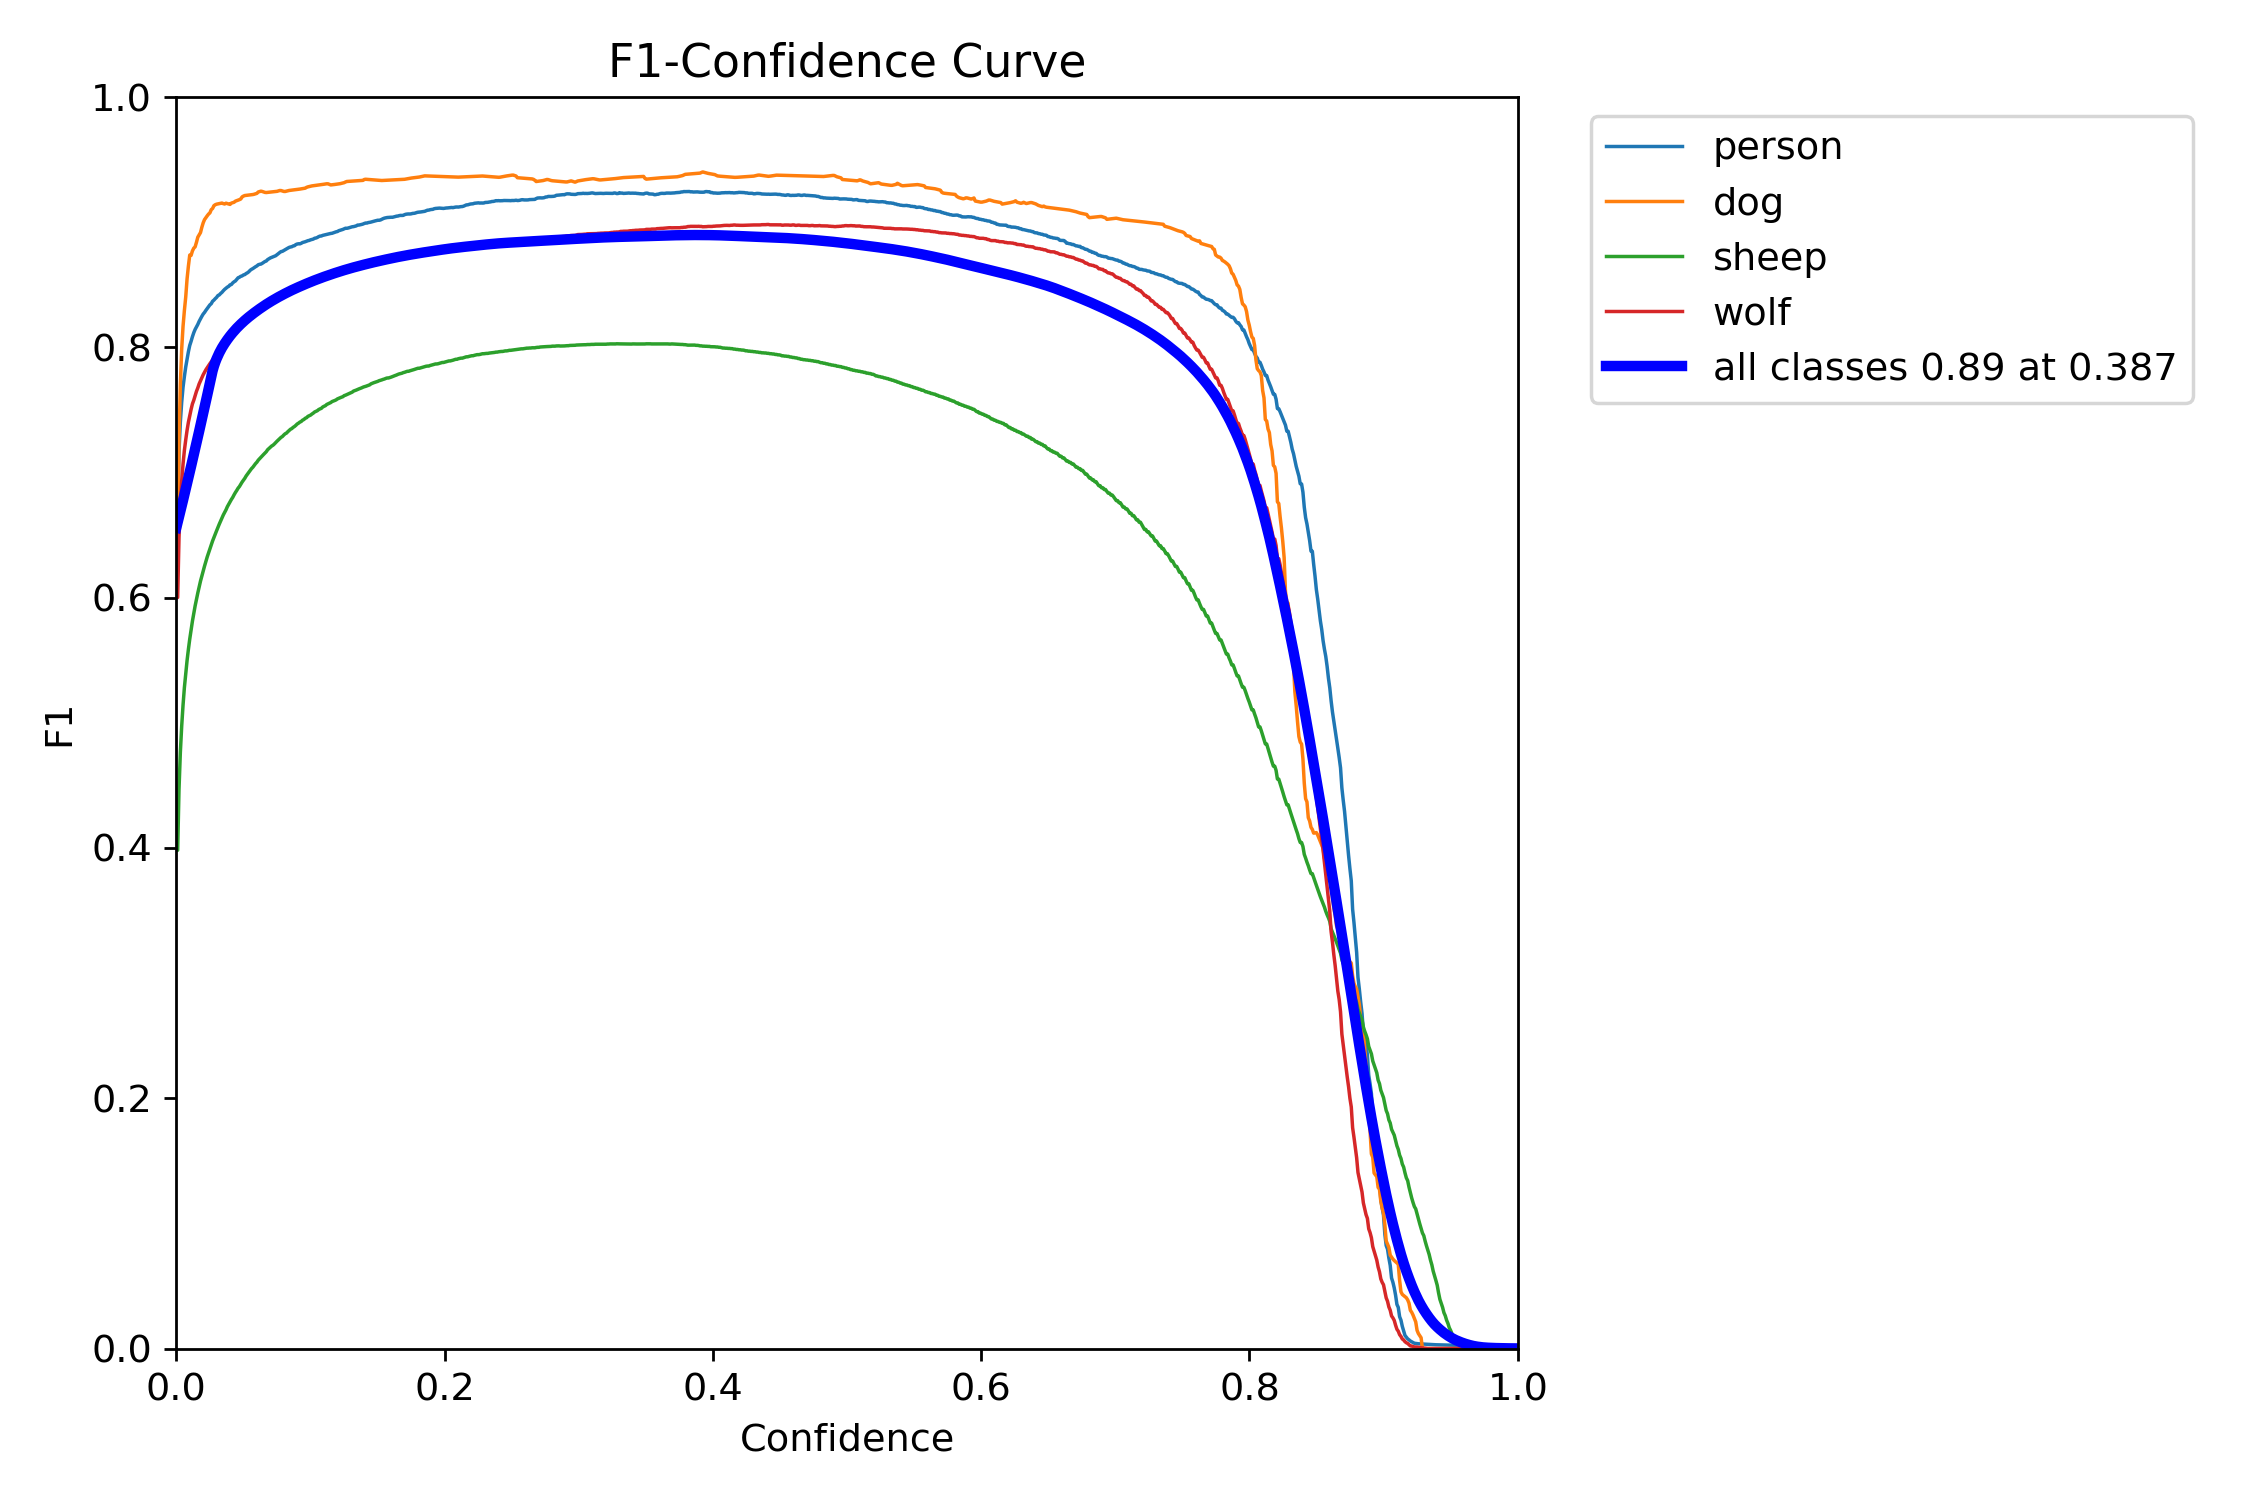 F1-Confidence Curve
1.0
0.8
0.6
0.4
0.2
0.0
F1
0.0 0.2 0.4 0.6 0.8 1.0
Confidence
person
dog
sheep
wolf
all classes 0.89 at 0.387